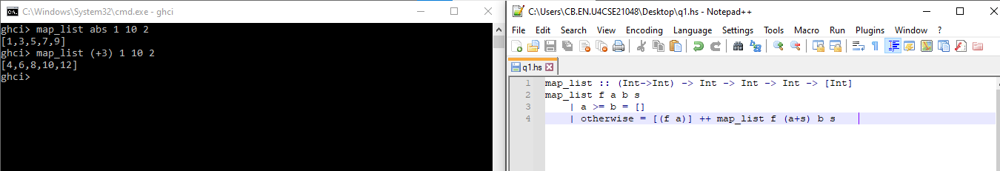 C:\Windows\System32\cmd.exe - ghci
ghci> map_list abs 1 10 2
[1,3,5,7,9]
ghci> map_list (+3) 1 10 2
[4,6,8,10,12]
ghci>
C:\Users\CB.EN.U4CSE21048\Desktop\q1.hs - Notepad++
File Edit Search View Encoding Language Settings Tools Macro Run Plugins Window ?
q1.hs
1 map_list :: (Int->Int) -> Int -> Int -> Int -> [Int]
2 map_list f a b s
3 | a >= b = []
4 | otherwise = [(f a)] ++ map_list f (a+s) b s